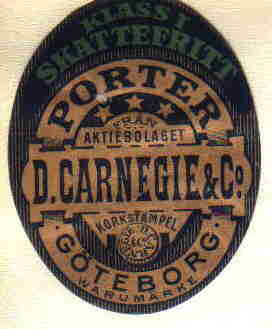 KLASS I
SKATTEFRITT
PORTER
FRÅN
AKTIEBOLAGET
D. CARNEGIE & Co.
KORKSTÄMPEL
GÖTEBORG
VARUMÄRKE